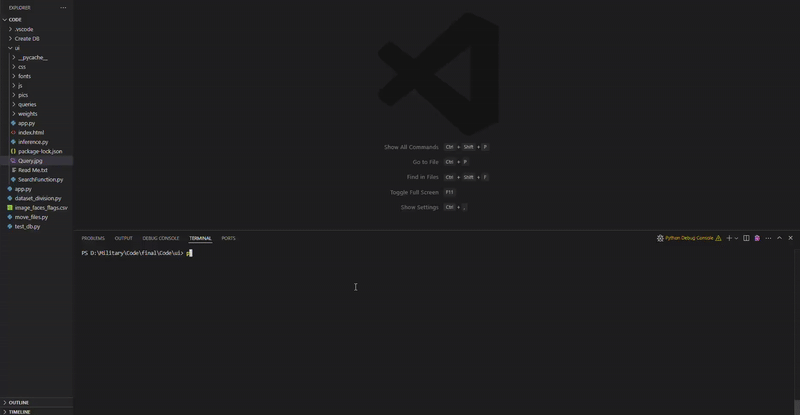 EXPLORER
CODE
.vscode
Create DB
ui
__pycache__
css
fonts
js
pics
queries
weights
app.py
index.html
inference.py
package-lock.json
Query.jpg
Read Me.txt
SearchFunction.py
app.py
dataset_division.py
image_faces_flags.csv
move_files.py
test_db.py
OUTLINE
TIMELINE
Show All Commands Ctrl + Shift + P
Go to File Ctrl + P
Find in Files Ctrl + Shift + F
Toggle Full Screen F11
Show Settings Ctrl + ,
PROBLEMS OUTPUT DEBUG CONSOLE TERMINAL PORTS
Python Debug Console
PS D:\Military\Code\final\Code\ui> p